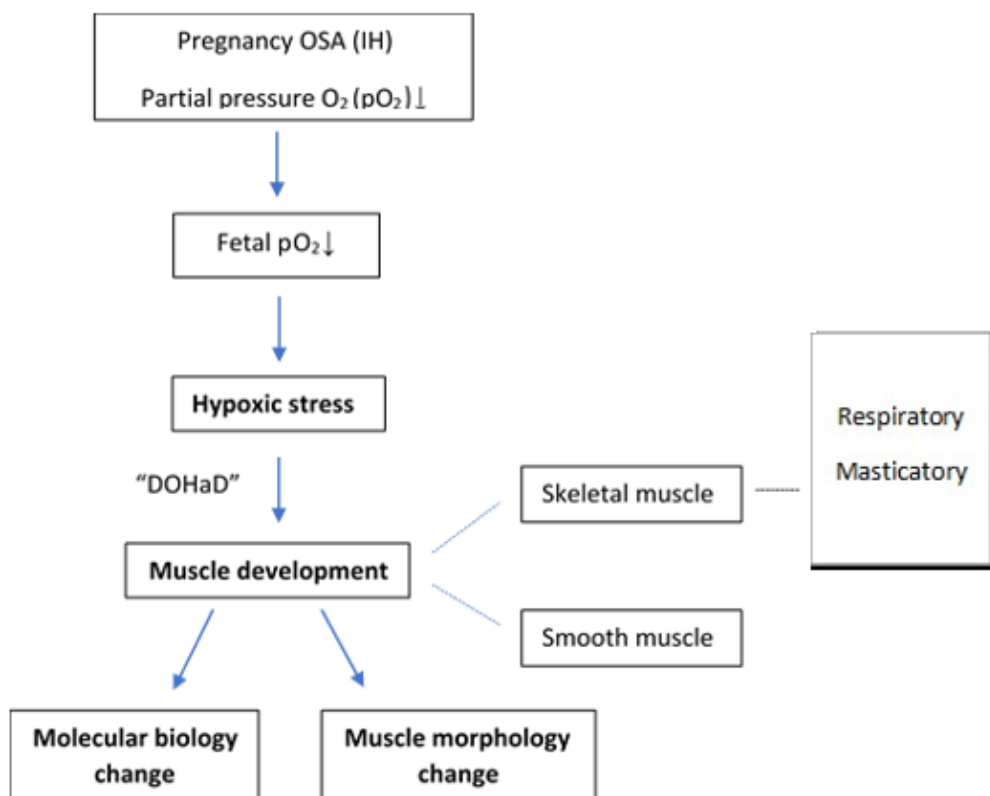 Pregnancy OSA (IH)
Partial pressure O₂ (pO₂)↓
Fetal pO₂↓
Hypoxic stress
“DOHaD”
Muscle development
Skeletal muscle
Respiratory
Masticatory
Smooth muscle
Molecular biology
change
Muscle morphology
change